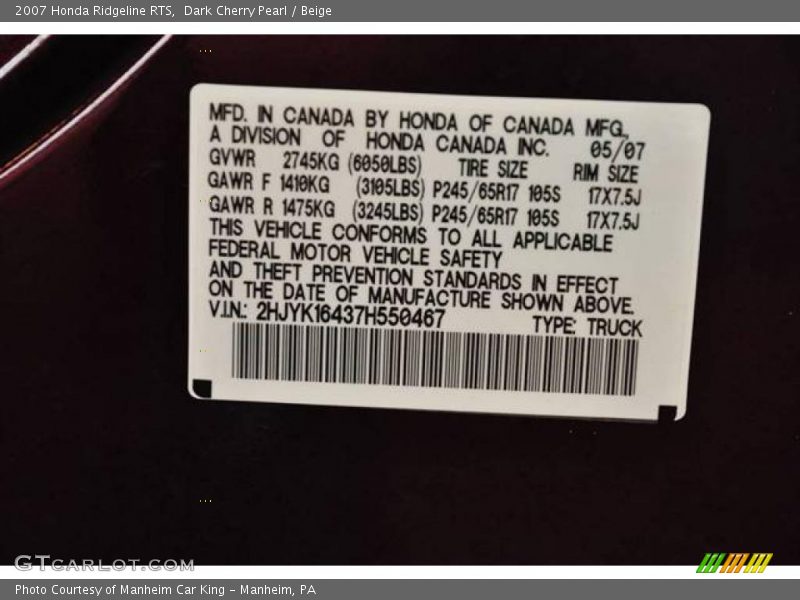 2007 Honda Ridgeline RTS,  Dark Cherry Pearl / Beige
MFD. IN CANADA BY HONDA OF CANADA MFG.,
A DIVISION OF HONDA CANADA INC. 05/07
GVWR 2745KG (6050LBS) TIRE SIZE RIM SIZE
GAWR F 1410KG (3105LBS) P245/65R17 105S 17X7.5J
GAWR R 1475KG (3245LBS) P245/65R17 105S 17X7.5J
THIS VEHICLE CONFORMS TO ALL APPLICABLE
FEDERAL MOTOR VEHICLE SAFETY
AND THEFT PREVENTION STANDARDS IN EFFECT
ON THE DATE OF MANUFACTURE SHOWN ABOVE.
V.I.N.: 2HJYK16437H550467 TYPE: TRUCK
GTCARLOT.COM
Photo Courtesy of Manheim Car King - Manheim, PA